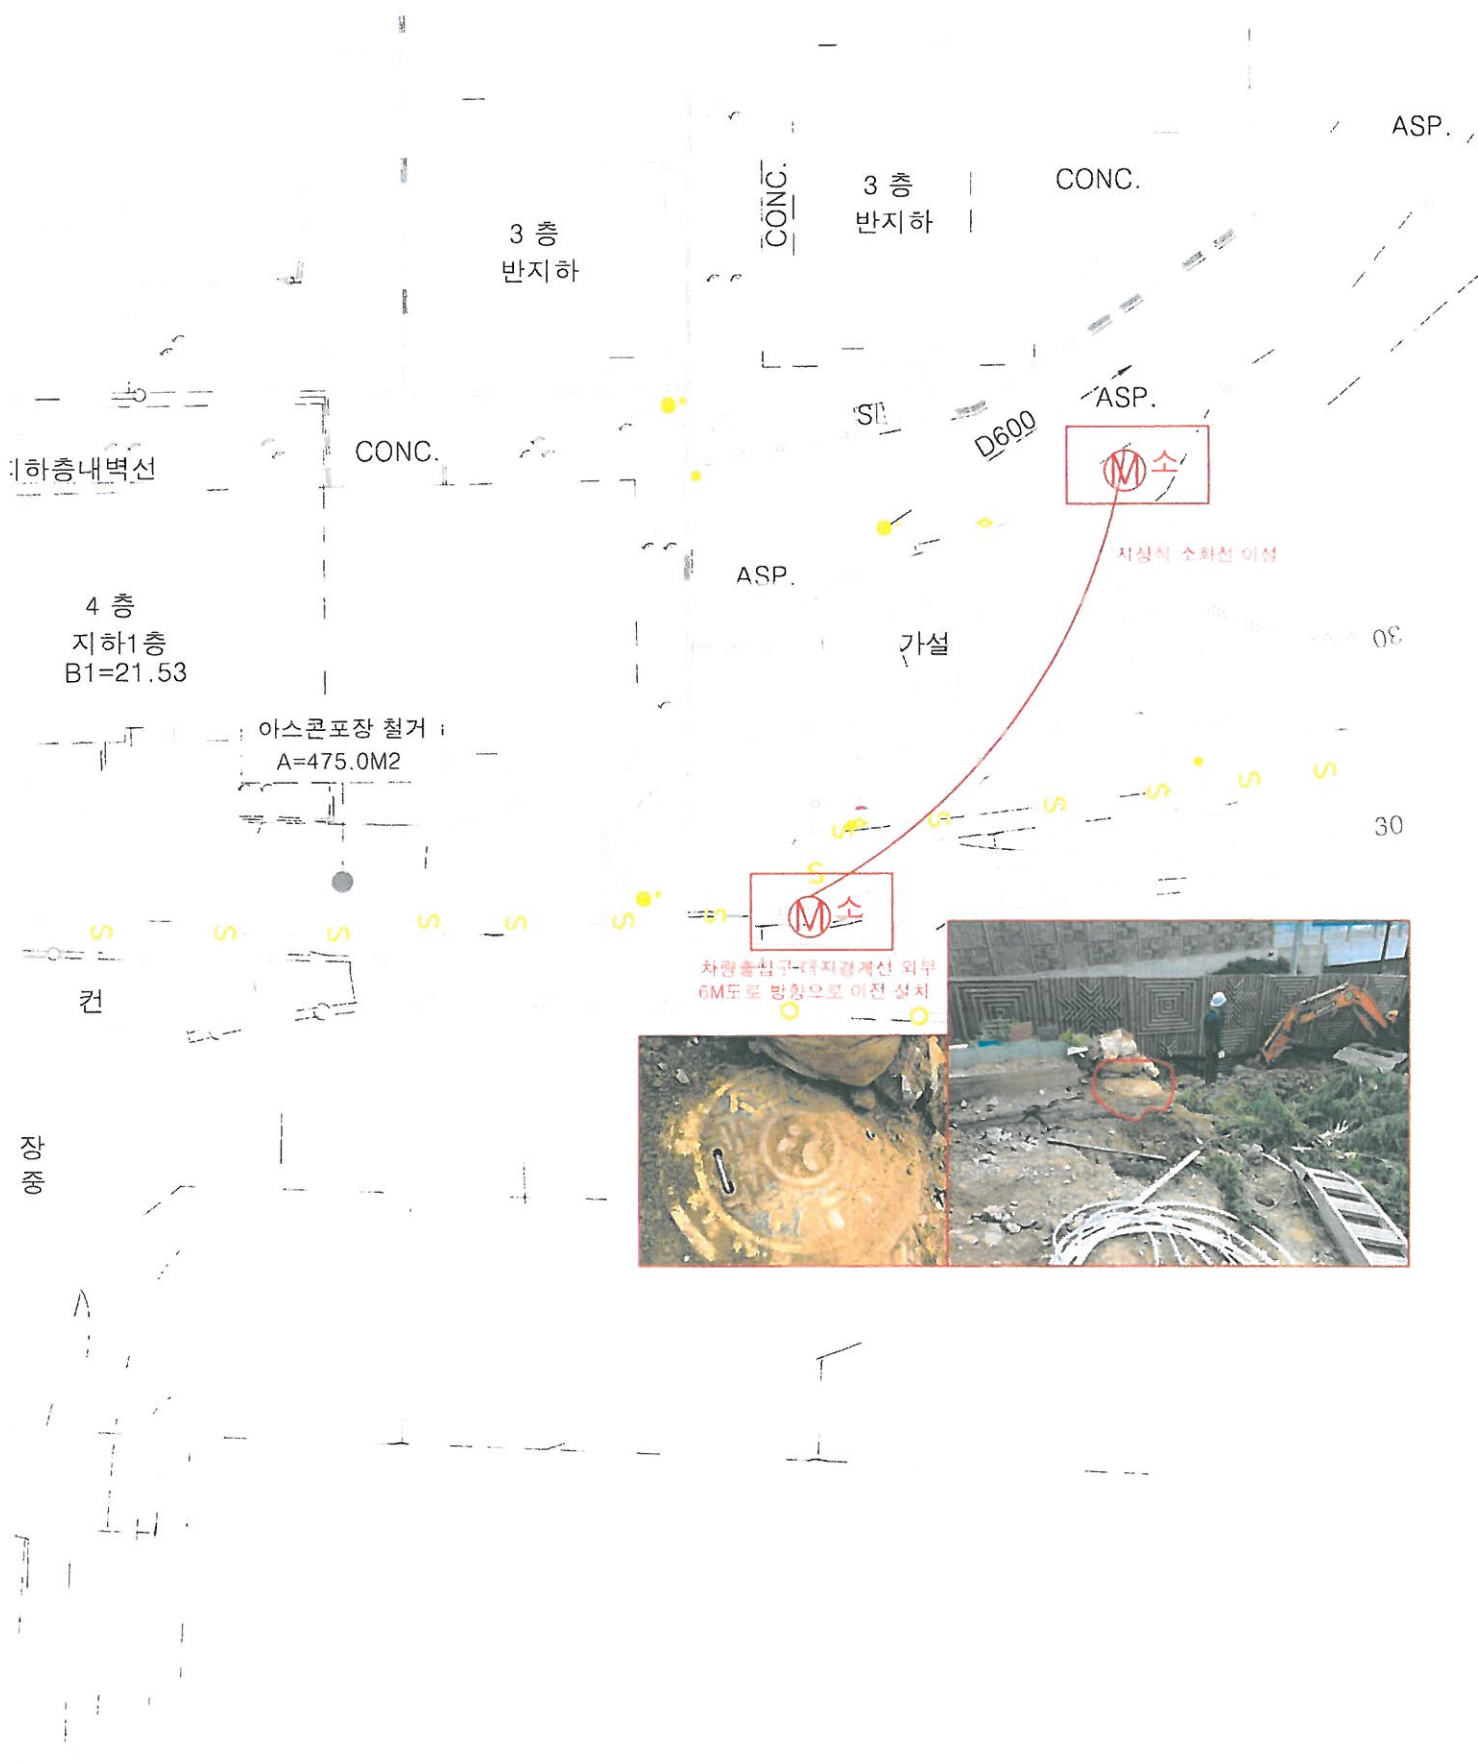 ASP.
CONC.
3 층
반지하
CONC.
3 층
반지하
ASP.
D600
CONC.
지하층내벽선
M 소
지상식 소화전 이설
ASP.
4 층
지하1층
B1=21.53
가설
30
아스콘포장 철거
A=475.0M2
S S S S S S
30
S
S S S S S S S
M 소
차량출입구 대지경계선 외부
6M도로 방향으로 이전 설치
컨
장
중